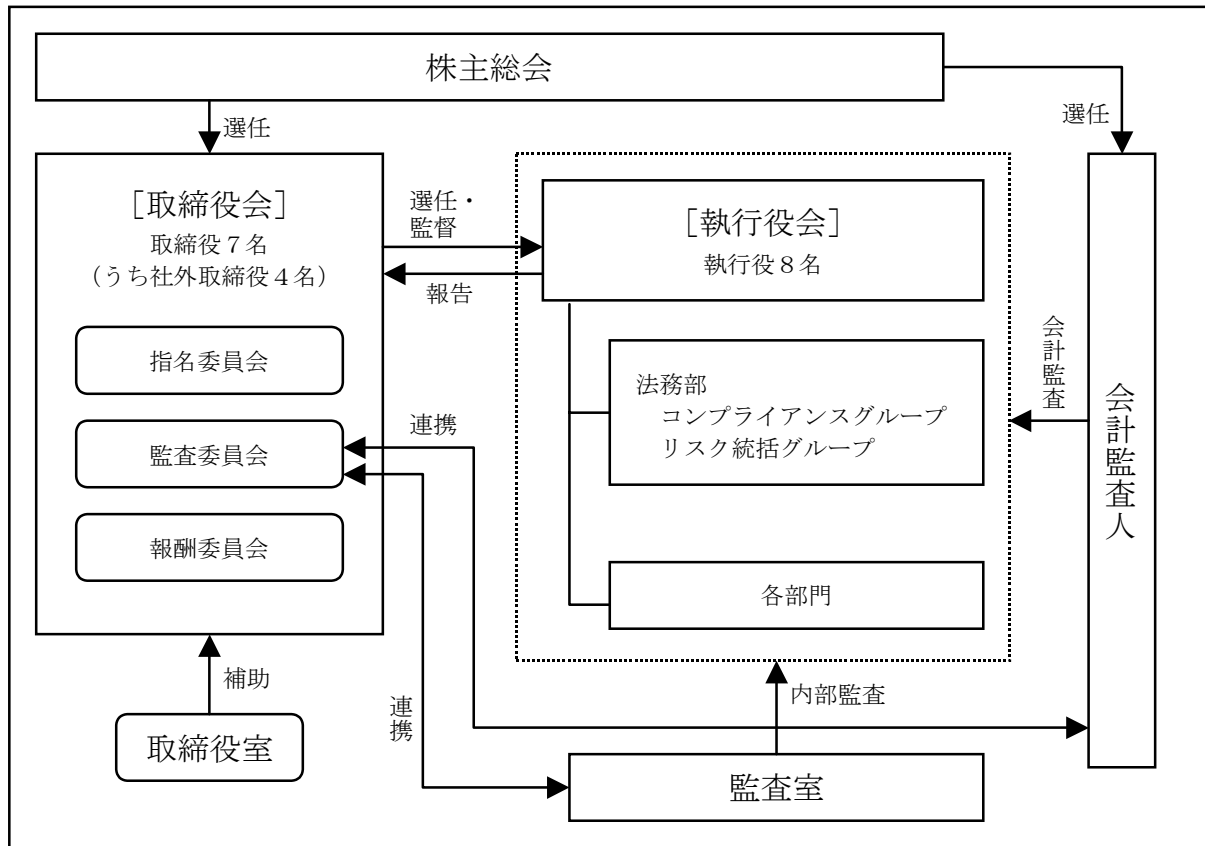 株主総会
選任
選任
［取締役会］
取締役７名
（うち社外取締役４名）
指名委員会
監査委員会
報酬委員会
選任・
監督
報告
［執行役会］
執行役８名
法務部
コンプライアンスグループ
リスク統括グループ
各部門
会計監査
会計監査人
連携
補助
取締役室
連携
内部監査
監査室